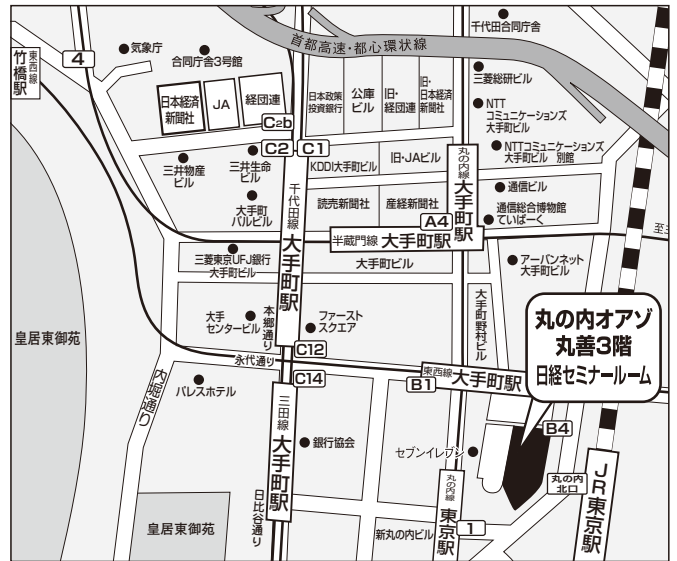 千代田合同庁舎
首都高速・都心環状線
気象庁
合同庁舎3号館
4
東西線
竹橋駅
三菱総研ビル
日本経済
新聞社
JA
経団連
日本政策
投資銀行
公庫
ビル
旧・
経団連
旧・
日本経済
新聞社
NTT
コミュニケーションズ
大手町ビル
C2b
C2
C1
NTTコミュニケーションズ
大手町ビル 別館
三井物産
ビル
三井生命
ビル
KDDI大手町ビル
旧・JAビル
丸の内線
大手町駅
通信ビル
大手町
パルビル
千代田線
大手町駅
読売新聞社
産経新聞社
通信総合博物館
ていぱーく
A4
半蔵門線 大手町駅
至三
三菱東京UFJ銀行
大手町ビル
大手町ビル
アーバンネット
大手町ビル
皇居東御苑
大手
センタービル
本郷通り
ファースト
スクエア
大手町野村ビル
丸の内オアゾ
丸善3階
日経セミナールーム
C12
永代通り
内堀通り
パレスホテル
C14
東西線 大手町駅
B1
B4
三田線
大手町駅
銀行協会
セブンイレブン
丸の内
北口
JR東京駅
丸の内線
東京駅
日比谷通り
皇居東御苑
新丸の内ビル
1